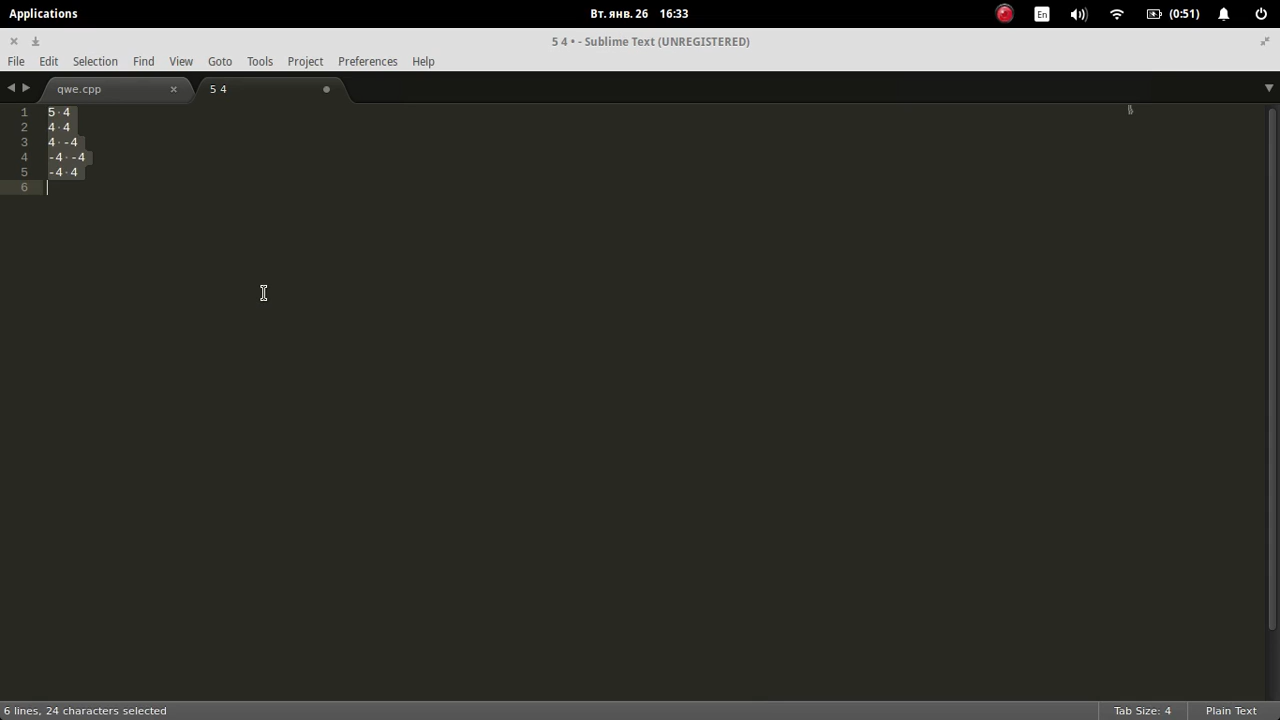 Applications
Вт. янв. 26 16:33
En
(0:51)
5 4 • - Sublime Text (UNREGISTERED)
File Edit Selection Find View Goto Tools Project Preferences Help
qwe.cpp
5 4
1 5 4
2 4 4
3 4 -4
4 -4 -4
5 -4 4
6
6 lines, 24 characters selected
Tab Size: 4
Plain Text